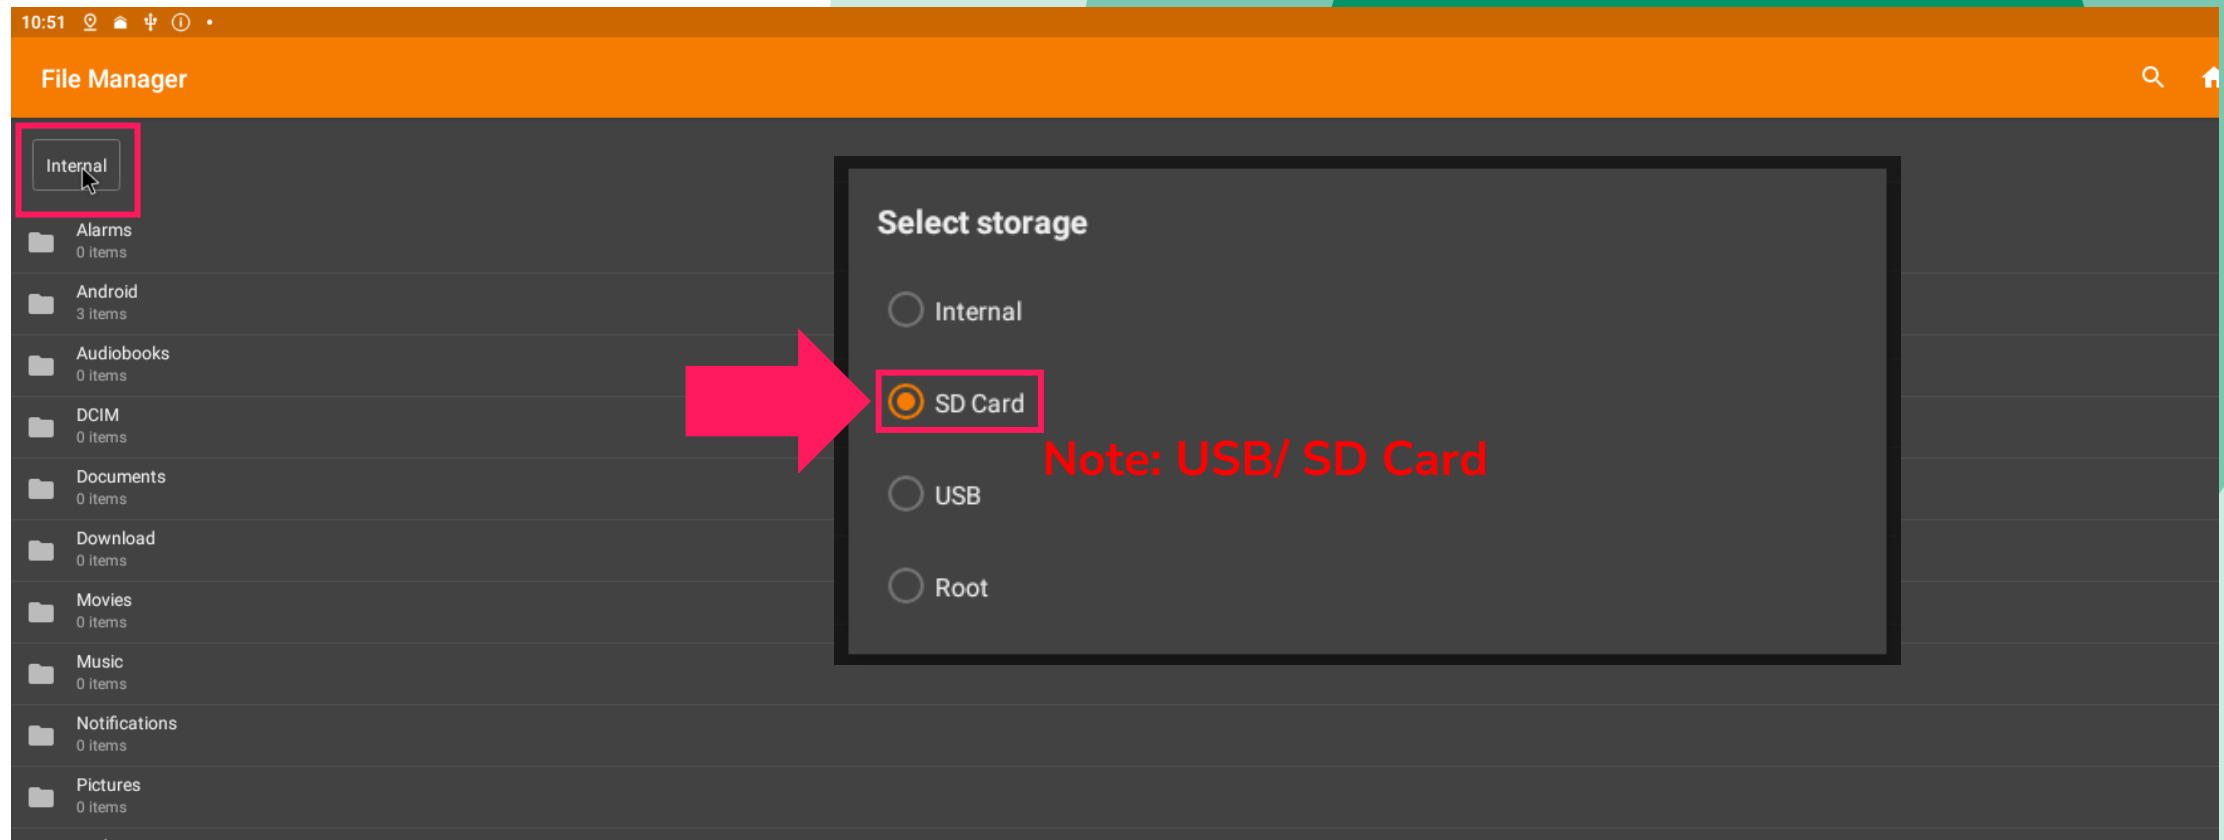 10:51
File Manager
Internal
Alarms
0 items
Android
3 items
Audiobooks
0 items
DCIM
0 items
Documents
0 items
Download
0 items
Movies
0 items
Music
0 items
Notifications
0 items
Pictures
0 items
Select storage
Internal
SD Card
Note: USB/ SD Card
USB
Root